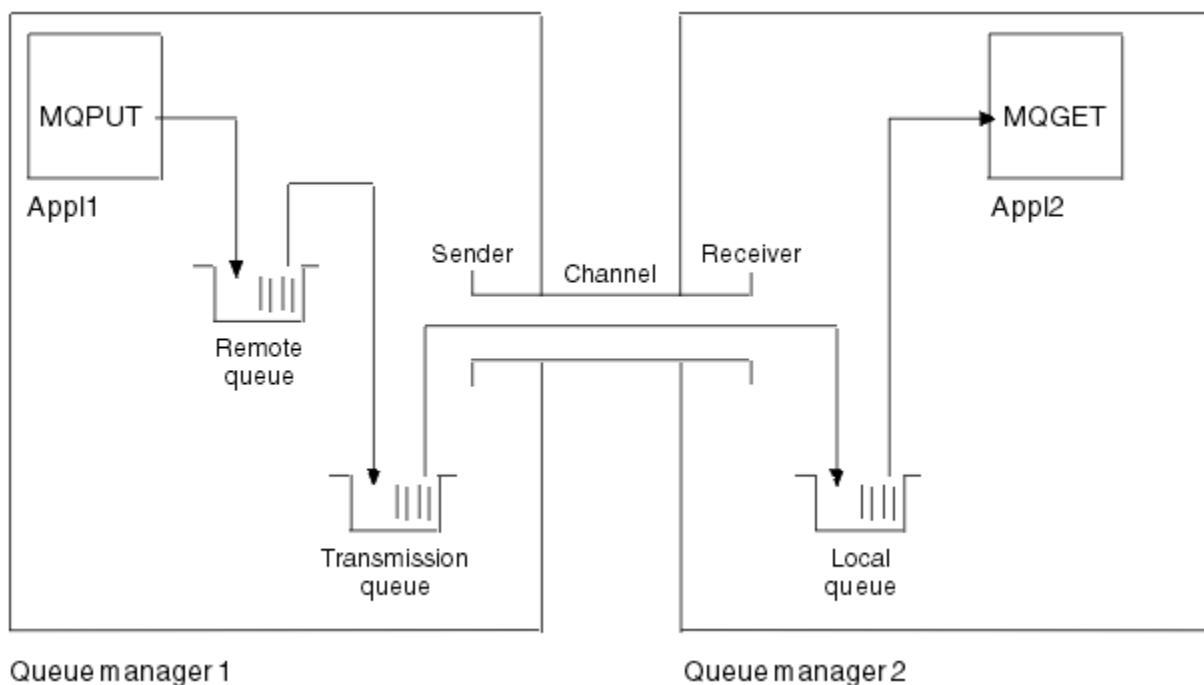 MQPUT
MQGET
Appl1
Appl2
Sender
Channel
Receiver
Remote
queue
Transmission
queue
Local
queue
Queue manager 1
Queue manager 2